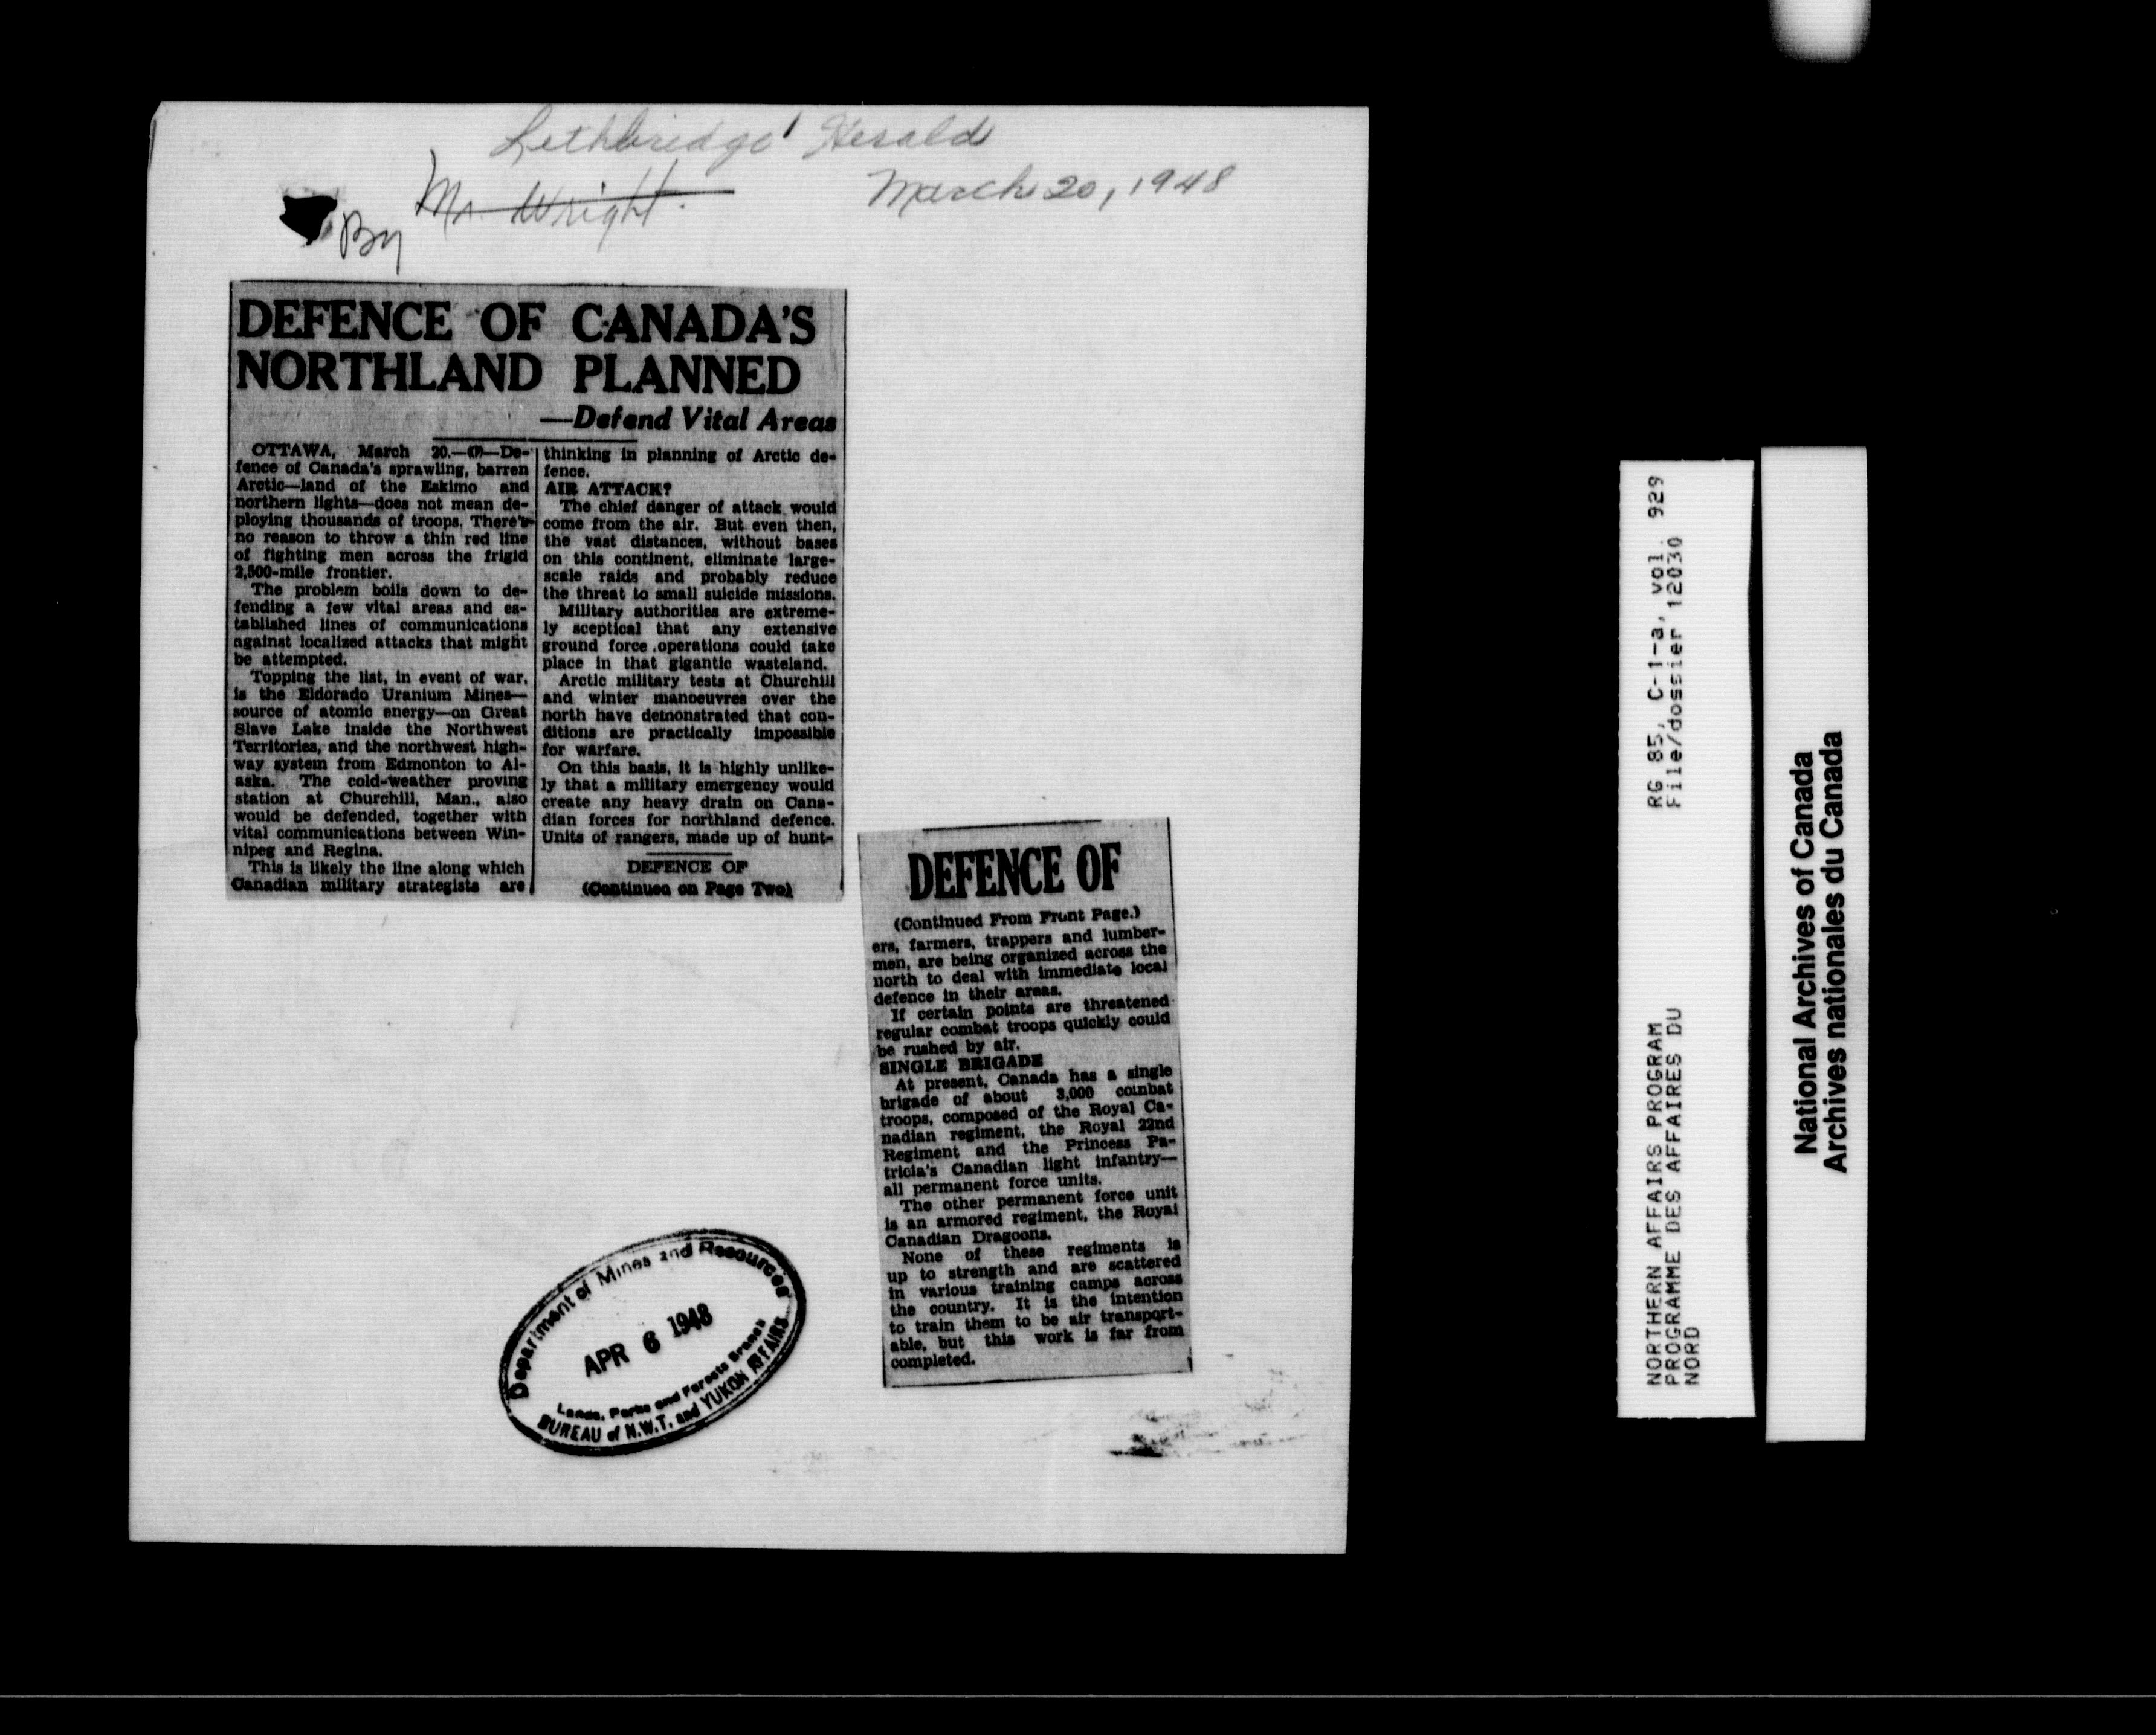 Lethbridge Herald
Mr. Wright.
March 20, 1948
By
DEFENCE OF CANADA'S
NORTHLAND PLANNED
—Defend Vital Areas
OTTAWA, March 20.—(P)—De-
fence of Canada's sprawling, barren
Arctic—land of the Eskimo and
northern lights—does not mean de-
ploying thousands of troops. There's
no reason to throw a thin red line
of fighting men across the frigid
2,500-mile frontier.
The problem boils down to de-
fending a few vital areas and es-
tablished lines of communications
against localized attacks that might
be attempted.
Topping the list, in event of war,
is the Eldorado Uranium Mines—
source of atomic energy—on Great
Slave Lake inside the Northwest
Territories, and the northwest high-
way system from Edmonton to Al-
aska. The cold-weather proving
station at Churchill, Man., also
would be defended, together with
vital communications between Win-
nipeg and Regina.
This is likely the line along which
Canadian military strategists are
thinking in planning of Arctic de-
fence.
AIR ATTACK?
The chief danger of attack would
come from the air. But even then,
the vast distances, without bases
on this continent, eliminate large-
scale raids and probably reduce
the threat to small suicide missions.
Military authorities are extreme-
ly sceptical that any extensive
ground force operations could take
place in that gigantic wasteland.
Arctic military tests at Churchill
and winter manoeuvres over the
north have demonstrated that con-
ditions are practically impossible
for warfare.
On this basis, it is highly unlike-
ly that a military emergency would
create any heavy drain on Cana-
dian forces for northland defence.
Units of rangers, made up of hunt-
DEFENCE OF
(Continued on Page Two)
DEFENCE OF
(Continued From Front Page.)
ers, farmers, trappers and lumber-
men, are being organized across the
north to deal with immediate local
defence in their areas.
If certain points are threatened
regular combat troops quickly could
be rushed by air.
SINGLE BRIGADE
At present, Canada has a single
brigade of about 3,000 combat
troops, composed of the Royal Ca-
nadian regiment, the Royal 22nd
Regiment and the Princess Pa-
tricia's Canadian light infantry—
all permanent force units.
The other permanent force unit
is an armored regiment, the Royal
Canadian Dragoons.
None of these regiments is
up to strength and are scattered
in various training camps across
the country. It is the intention
to train them to be air transport-
able, but this work is far from
completed.
Department of Mines and Resources
APR 6 1948
Lands, Parks and Forests Branch
BUREAU of N.W.T. and YUKON AFFAIRS
RG 85, C-1-a, vol. 929
File/dossier 12030
NORTHERN AFFAIRS PROGRAM
PROGRAMME DES AFFAIRES DU
NORD
National Archives of Canada
Archives nationales du Canada